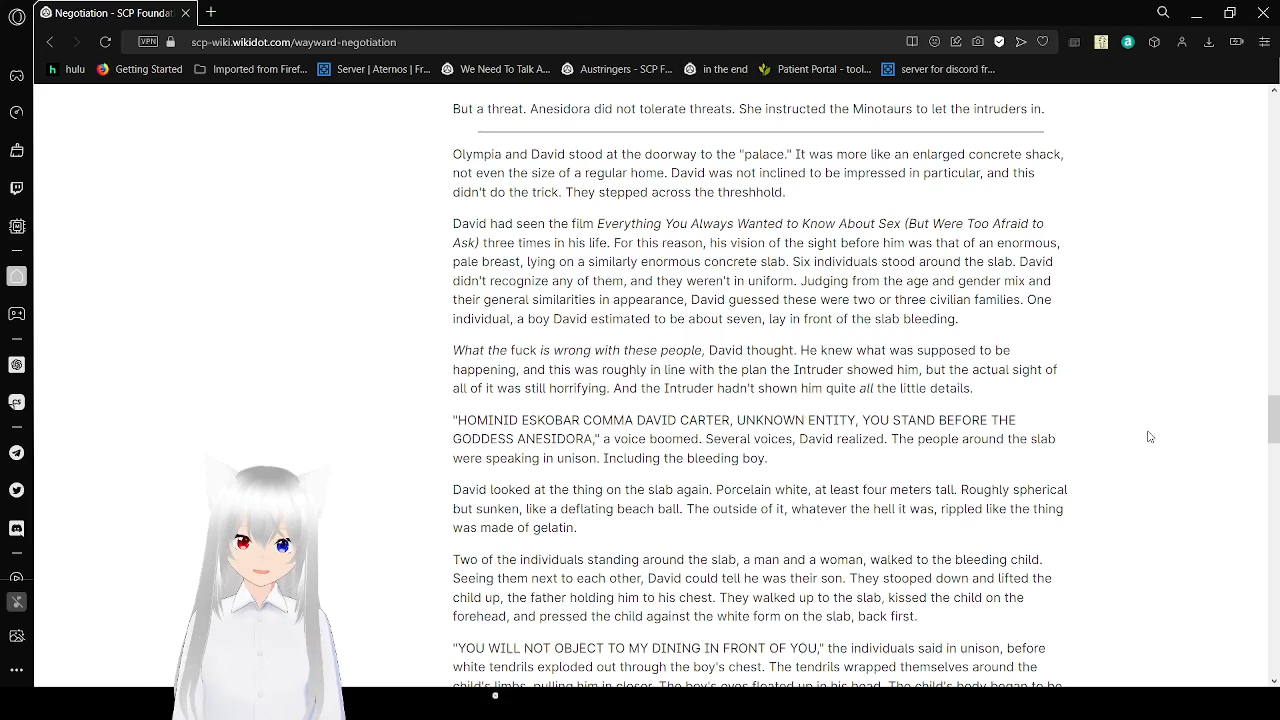 Negotiation - SCP Foundat
scp-wiki.wikidot.com/wayward-negotiation
VPN
hulu
Getting Started
Imported from Firef...
Server | Aternos | Fr...
We Need To Talk A...
Austringers - SCP F...
in the end
Patient Portal - tool...
server for discord fr...
But a threat. Anesidora did not tolerate threats. She instructed the Minotaurs to let the intruders in.
Olympia and David stood at the doorway to the "palace." It was more like an enlarged concrete shack,
not even the size of a regular home. David was not inclined to be impressed in particular, and this
didn't do the trick. They stepped across the threshhold.
David had seen the film Everything You Always Wanted to Know About Sex (But Were Too Afraid to
Ask) three times in his life. For this reason, his vision of the sight before him was that of an enormous,
pale breast, lying on a similarly enormous concrete slab. Six individuals stood around the slab. David
didn't recognize any of them, and they weren't in uniform. Judging from the age and gender mix and
their general similarities in appearance, David guessed these were two or three civilian families. One
individual, a boy David estimated to be about seven, lay in front of the slab bleeding.
What the fuck is wrong with these people, David thought. He knew what was supposed to be
happening, and this was roughly in line with the plan the Intruder showed him, but the actual sight of
all of it was still horrifying. And the Intruder hadn't shown him quite all the little details.
"HOMINID ESKOBAR COMMA DAVID CARTER, UNKNOWN ENTITY, YOU STAND BEFORE THE
GODDESS ANESIDORA," a voice boomed. Several voices, David realized. The people around the slab
were speaking in unison. Including the bleeding boy.
David looked at the thing on the slab again. Porcelain white, at least four meters tall. Roughly spherical
but sunken, like a deflating beach ball. The outside of it, whatever the hell it was, rippled like the thing
was made of gelatin.
Two of the individuals standing around the slab, a man and a woman, walked to the bleeding child.
Seeing them next to each other, David could tell he was their son. They stooped down and lifted the
child up, the father holding him to his chest. They walked up to the slab, kissed the child on the
forehead, and pressed the child against the white form on the slab, back first.
"YOU WILL NOT OBJECT TO MY DINING IN FRONT OF YOU," the individuals said in unison, before
white tendrils exploded out through the boy's chest. The tendrils wrapped themselves around the
child's limbs, pulling him in closer. The boy's eyes floated up in his head. The child's body began to be